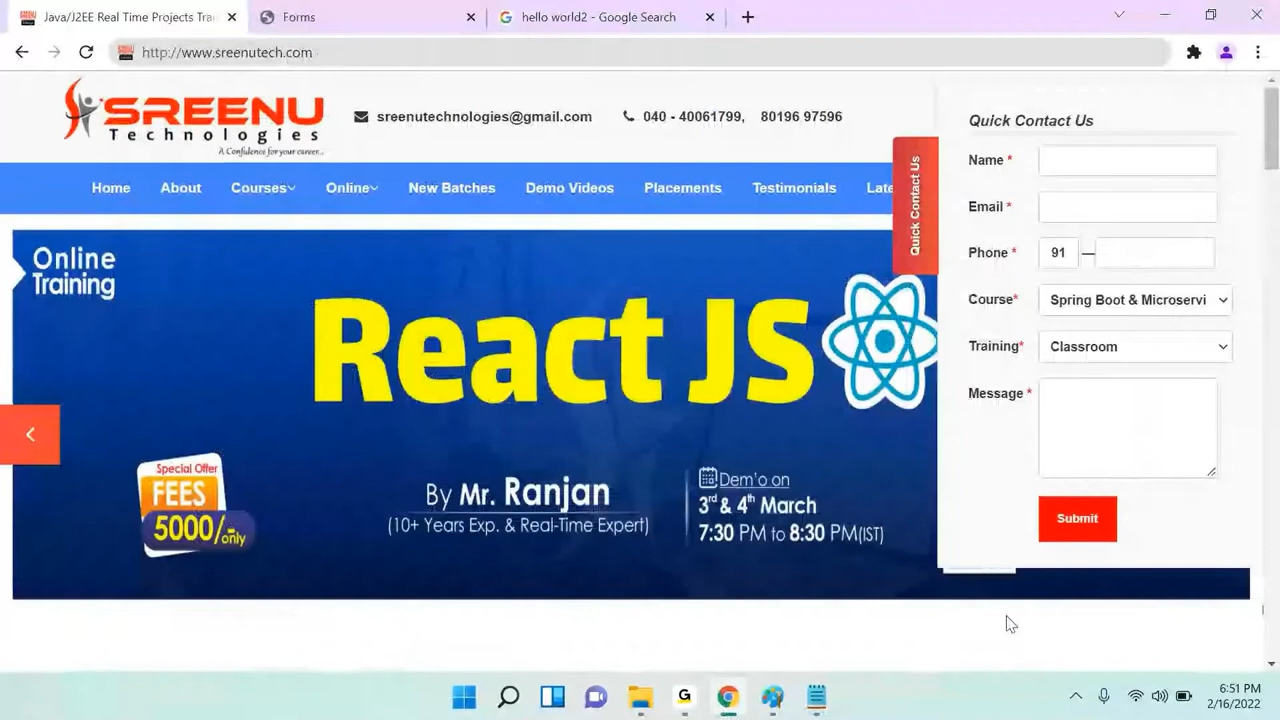 Java/J2EE Real Time Projects Tra
Forms
hello world2 - Google Search
http://www.sreenutech.com
SREENU
Technologies
A Confidence for your career...
sreenutechnologies@gmail.com
040 - 40061799, 80196 97596
Home About Courses Online New Batches Demo Videos Placements Testimonials Late
Quick Contact Us
Quick Contact Us
Name *
Email *
Phone * 91 —
Course* Spring Boot & Microservi
Training* Classroom
Message *
Submit
Online
Training
React JS
Special Offer
FEES
5000/- only
By Mr. Ranjan
(10+ Years Exp. & Real-Time Expert)
Dem'o on
3rd & 4th March
7:30 PM to 8:30 PM(IST)
G
6:51 PM
2/16/2022